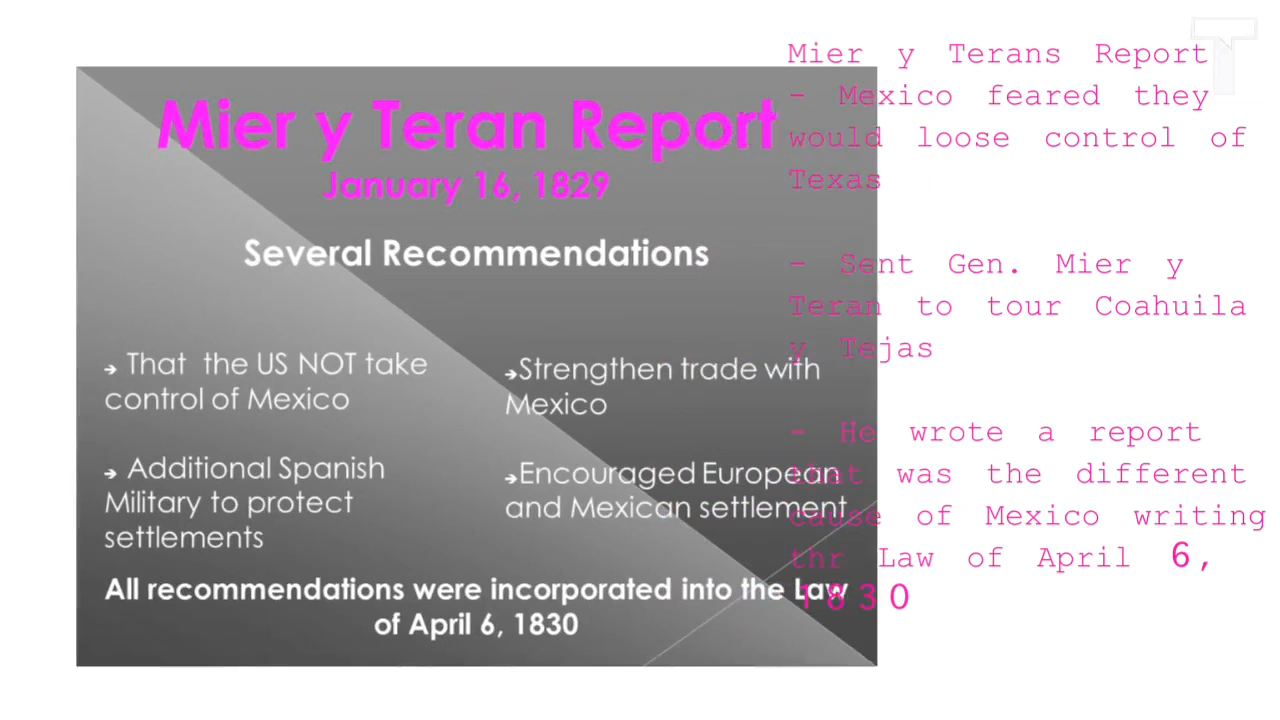 Mier y Teran Report
January 16, 1829
Several Recommendations
➔ That the US NOT take
control of Mexico
➔ Additional Spanish
Military to protect
settlements
➔Strengthen trade with
Mexico
➔Encouraged European
and Mexican settlement
All recommendations were incorporated into the Law
of April 6, 1830
Mier y Terans Report
- Mexico feared they
would loose control of
Texas
- Sent Gen. Mier y
Teran to tour Coahuila
y Tejas
- He wrote a report
that was the different
cause of Mexico writing
thr Law of April 6,
1830